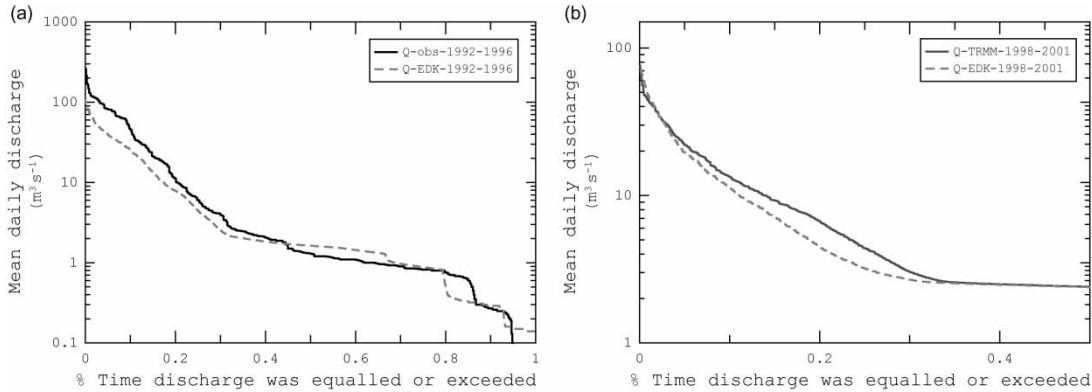 (a)
1000
100
10
1
0.1
Mean daily discharge
(m³s⁻¹)
Q-obs-1992-1996
Q-EDK-1992-1996
0
0.2
0.4
0.6
0.8
1
% Time discharge was equalled or exceeded
(b)
100
10
1
Mean daily discharge
(m³s⁻¹)
Q-TRMM-1998-2001
Q-EDK-1998-2001
0
0.2
0.4
% Time discharge was equalled or exceeded